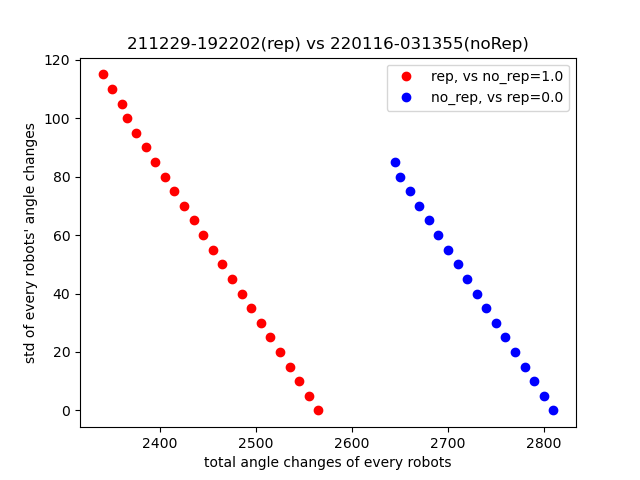 211229-192202(rep) vs 220116-031355(noRep)
rep, vs no_rep=1.0
no_rep, vs rep=0.0
std of every robots' angle changes
120
100
80
60
40
20
0
2400 2500 2600 2700 2800
total angle changes of every robots